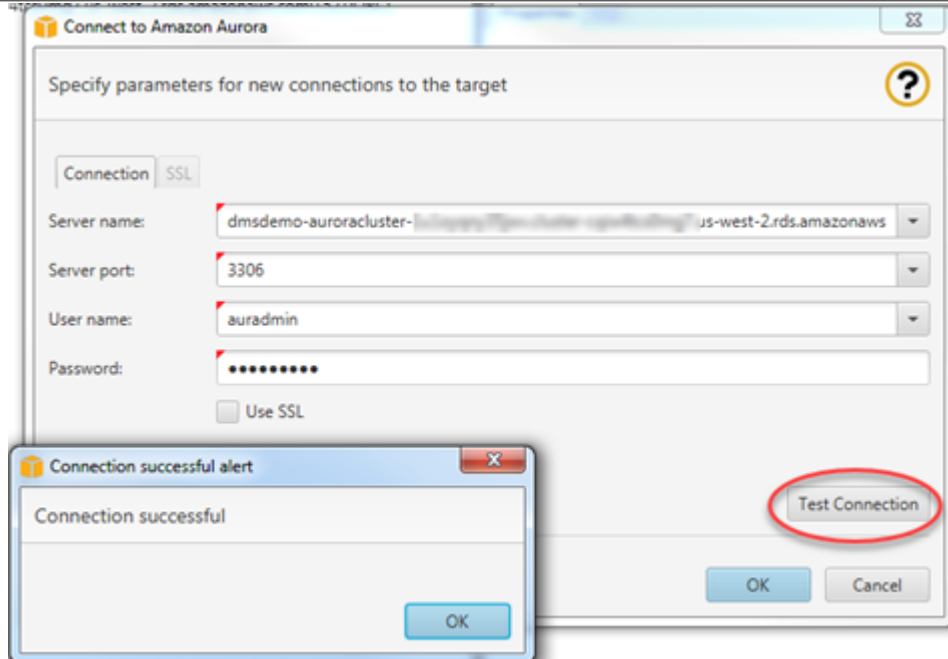 Connect to Amazon Aurora
Specify parameters for new connections to the target
?
Connection SSL
Server name: dmsdemo-auroracluster- us-west-2.rds.amazonaws
Server port: 3306
User name: auradmin
Password: •••••••••
Use SSL
Connection successful alert
Connection successful
Test Connection
OK Cancel
OK